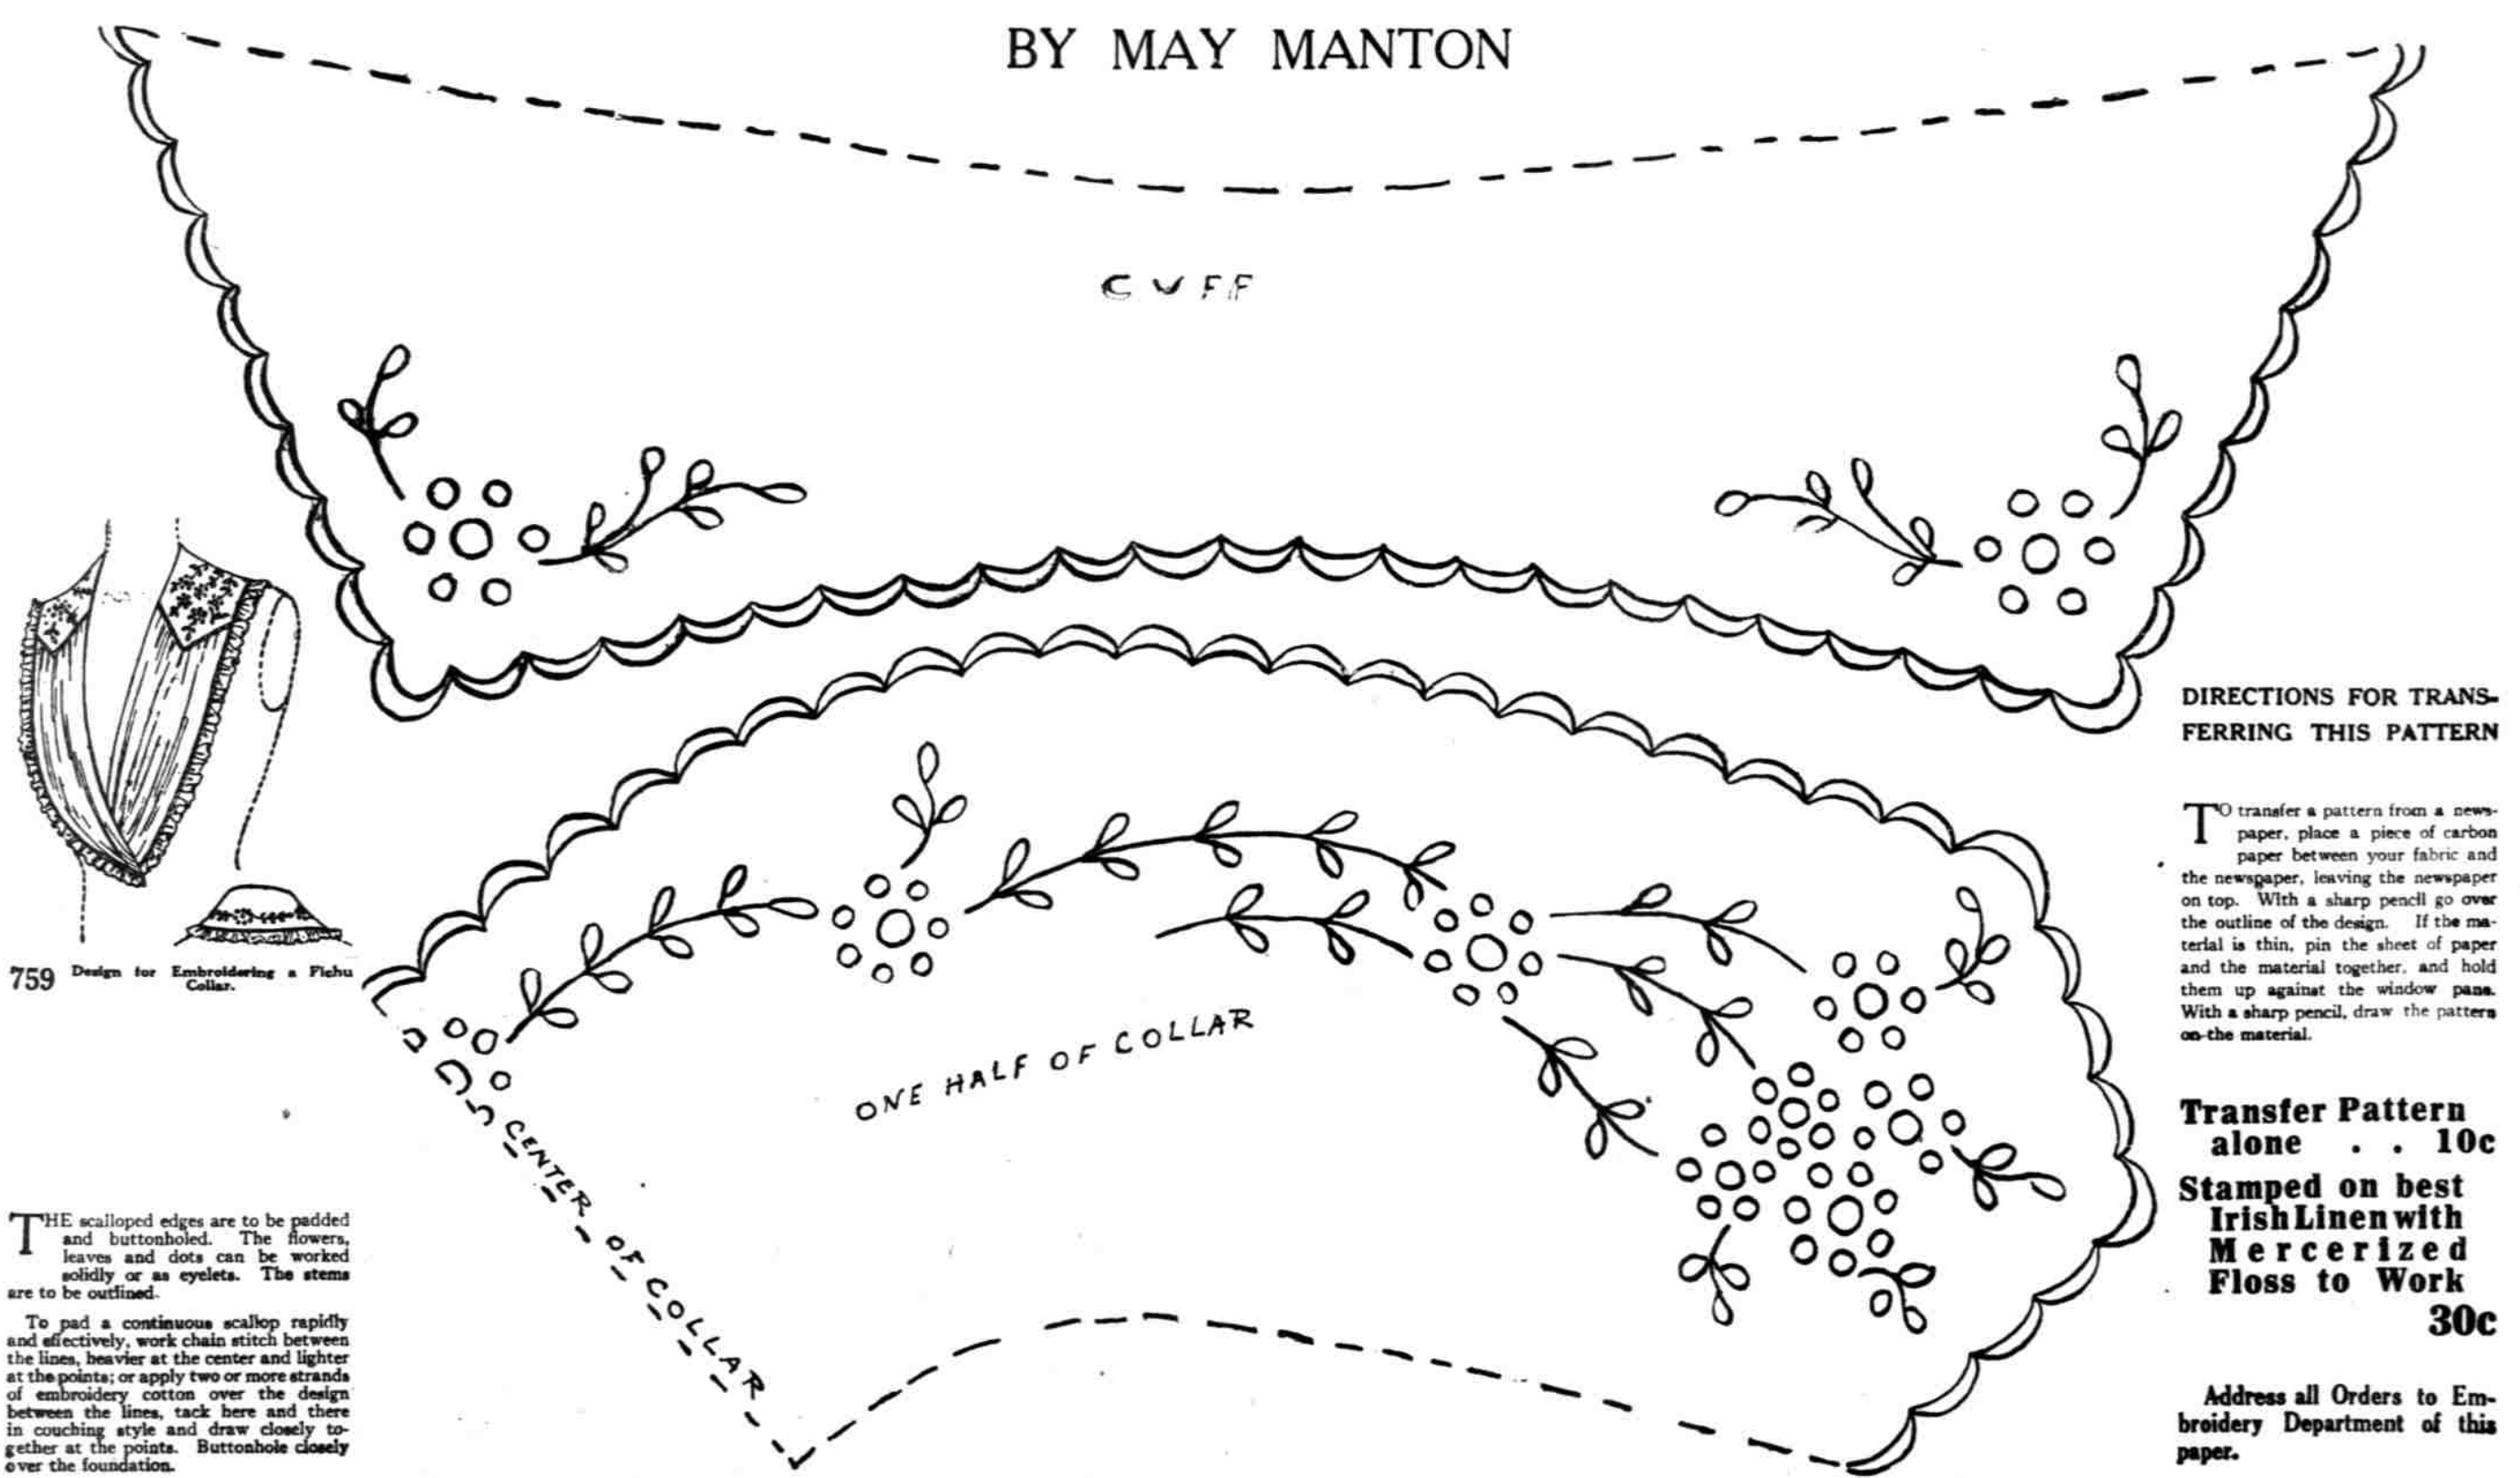 BY MAY MANTON
CUFF
759 Design for Embroidering a Fichu
Collar.
THE scalloped edges are to be padded
and buttonholed. The flowers,
leaves and dots can be worked
solidly or as eyelets. The stems
are to be outlined.
To pad a continuous scallop rapidly
and effectively, work chain stitch between
the lines, heavier at the center and lighter
at the points; or apply two or more strands
of embroidery cotton over the design
between the lines, tack here and there
in couching style and draw closely to-
gether at the points. Buttonhole closely
over the foundation.
ONE HALF OF COLLAR
CENTER OF COLLAR
DIRECTIONS FOR TRANS-
FERRING THIS PATTERN
TO transfer a pattern from a news-
paper, place a piece of carbon
paper between your fabric and
the newspaper, leaving the newspaper
on top. With a sharp pencil go over
the outline of the design. If the ma-
terial is thin, pin the sheet of paper
and the material together, and hold
them up against the window pane.
With a sharp pencil, draw the pattern
on the material.
Transfer Pattern
alone . . 10c
Stamped on best
Irish Linen with
Mercerized
Floss to Work
30c
Address all Orders to Em-
broidery Department of this
paper.